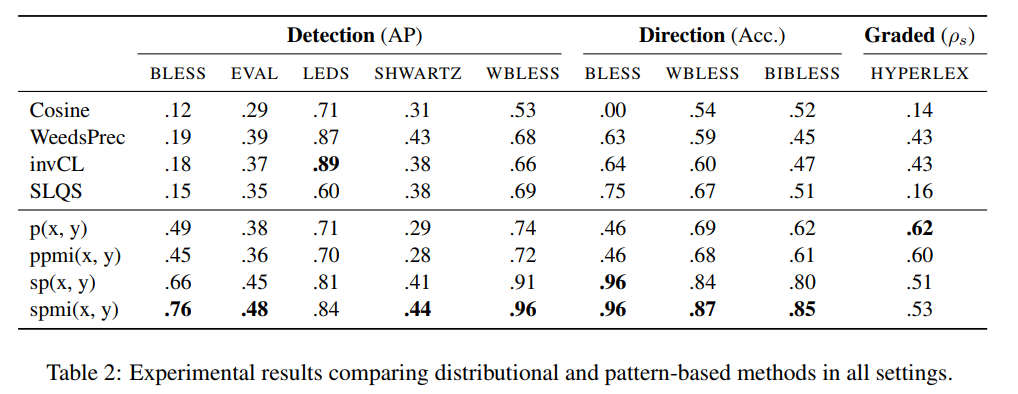 Detection (AP) Direction (Acc.) Graded (ρs)
BLESS EVAL LEDS SHWARTZ WBLESS BLESS WBLESS BIBLESS HYPERLEX
Cosine .12 .29 .71 .31 .53 .00 .54 .52 .14
WeedsPrec .19 .39 .87 .43 .68 .63 .59 .45 .43
invCL .18 .37 .89 .38 .66 .64 .60 .47 .43
SLQS .15 .35 .60 .38 .69 .75 .67 .51 .16
p(x, y) .49 .38 .71 .29 .74 .46 .69 .62 .62
ppmi(x, y) .45 .36 .70 .28 .72 .46 .68 .61 .60
sp(x, y) .66 .45 .81 .41 .91 .96 .84 .80 .51
spmi(x, y) .76 .48 .84 .44 .96 .96 .87 .85 .53
Table 2: Experimental results comparing distributional and pattern-based methods in all settings.